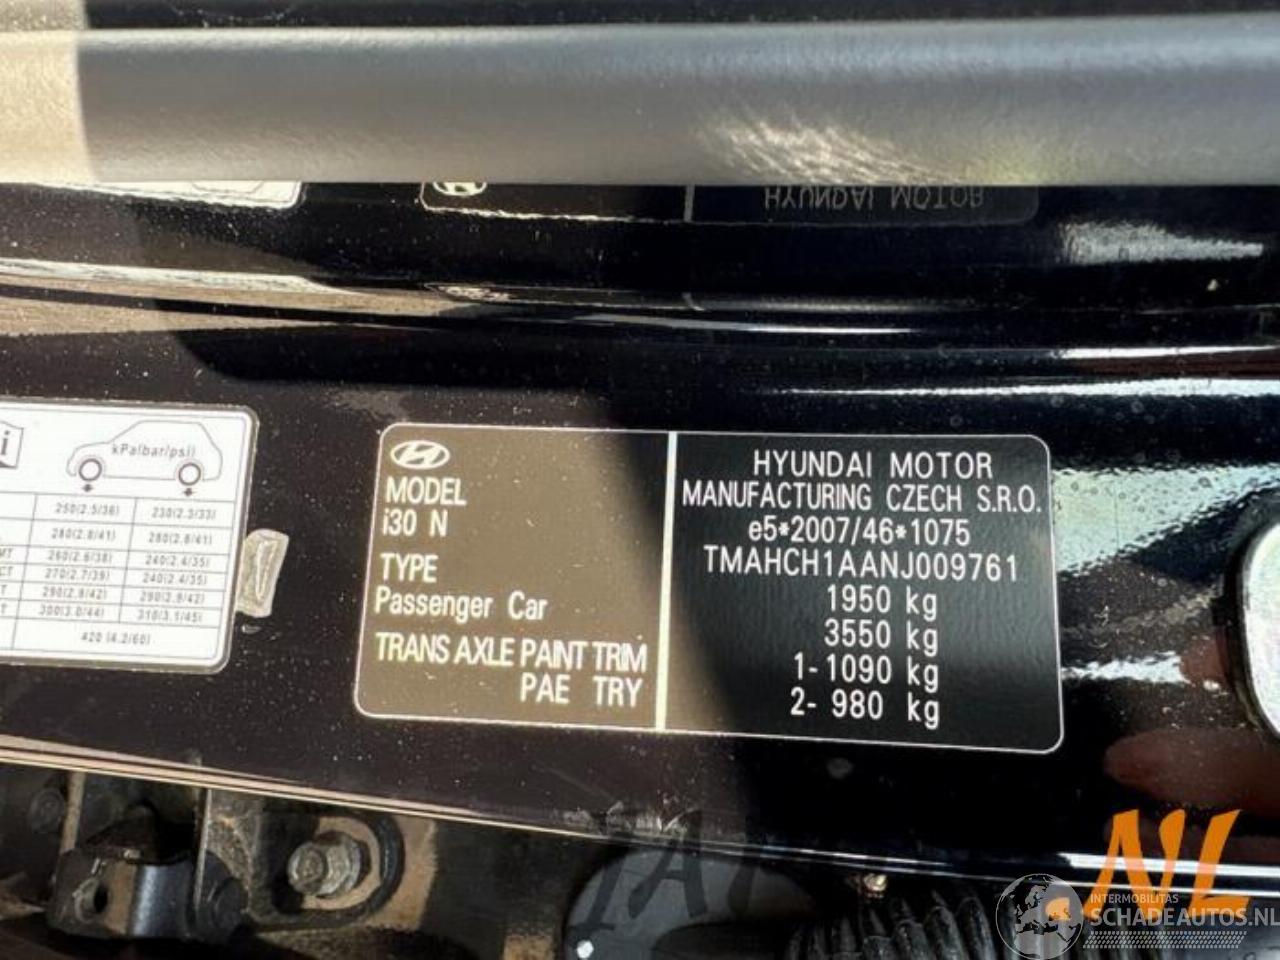 HYUNDAI MOTOR
i
kPa(bar/psi)
250(2.5/36) 230(2.3/33)
280(2.8/41) 280(2.8/41)
MT 260(2.6/38) 240(2.4/35)
CT 270(2.7/39) 240(2.4/35)
T 290(2.9/42) 290(2.9/42)
T 300(3.0/44) 310(3.1/45)
420 (4.2/60)
MODEL
i30 N
TYPE
Passenger Car
TRANS AXLE PAINT TRIM
PAE TRY
HYUNDAI MOTOR
MANUFACTURING CZECH S.R.O.
e5*2007/46*1075
TMAHCH1AANJ009761
1950 kg
3550 kg
1-1090 kg
2- 980 kg
NL
INTERMOBILITAS
SCHADEAUTOS.NL